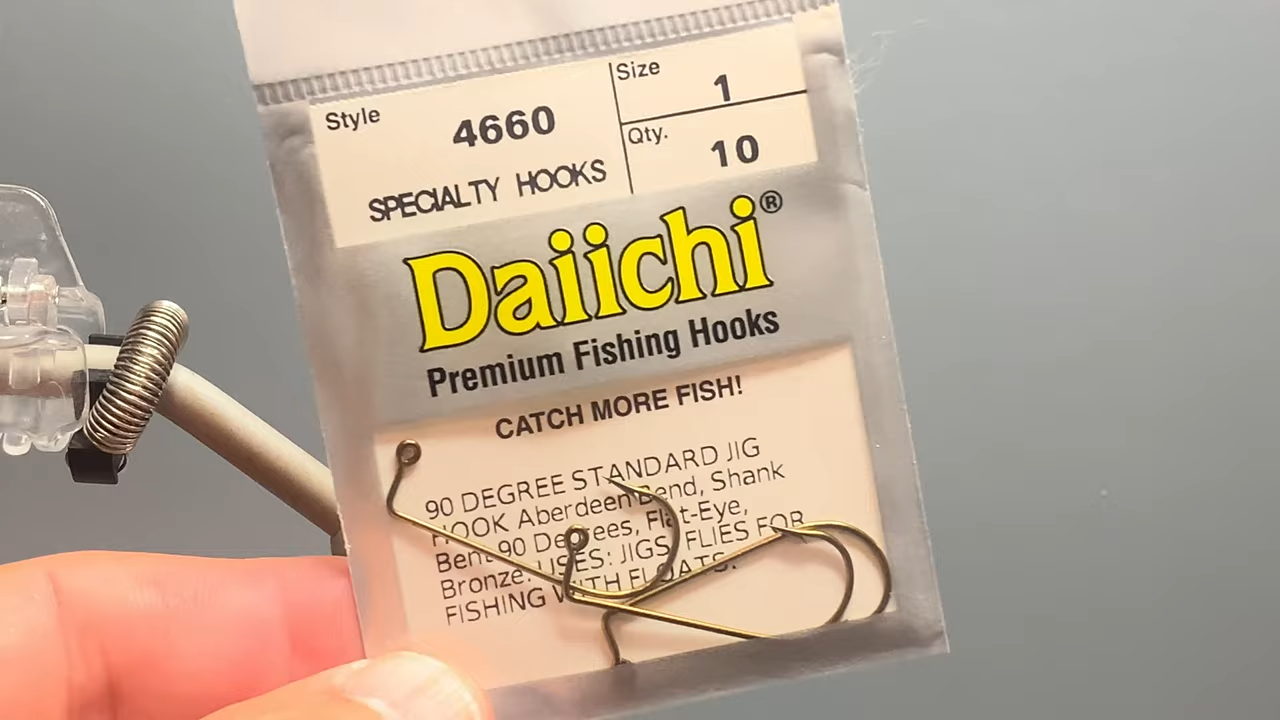 Style
4660
Size
1
Qty.
10
SPECIALTY HOOKS
Daiichi®
Premium Fishing Hooks
CATCH MORE FISH!
90 DEGREE STANDARD JIG
HOOK Aberdeen Bend, Shank
Bent 90 Degrees, Flat-Eye,
Bronze. USES: JIGS, FLIES FOR
FISHING WITH FLOATS.